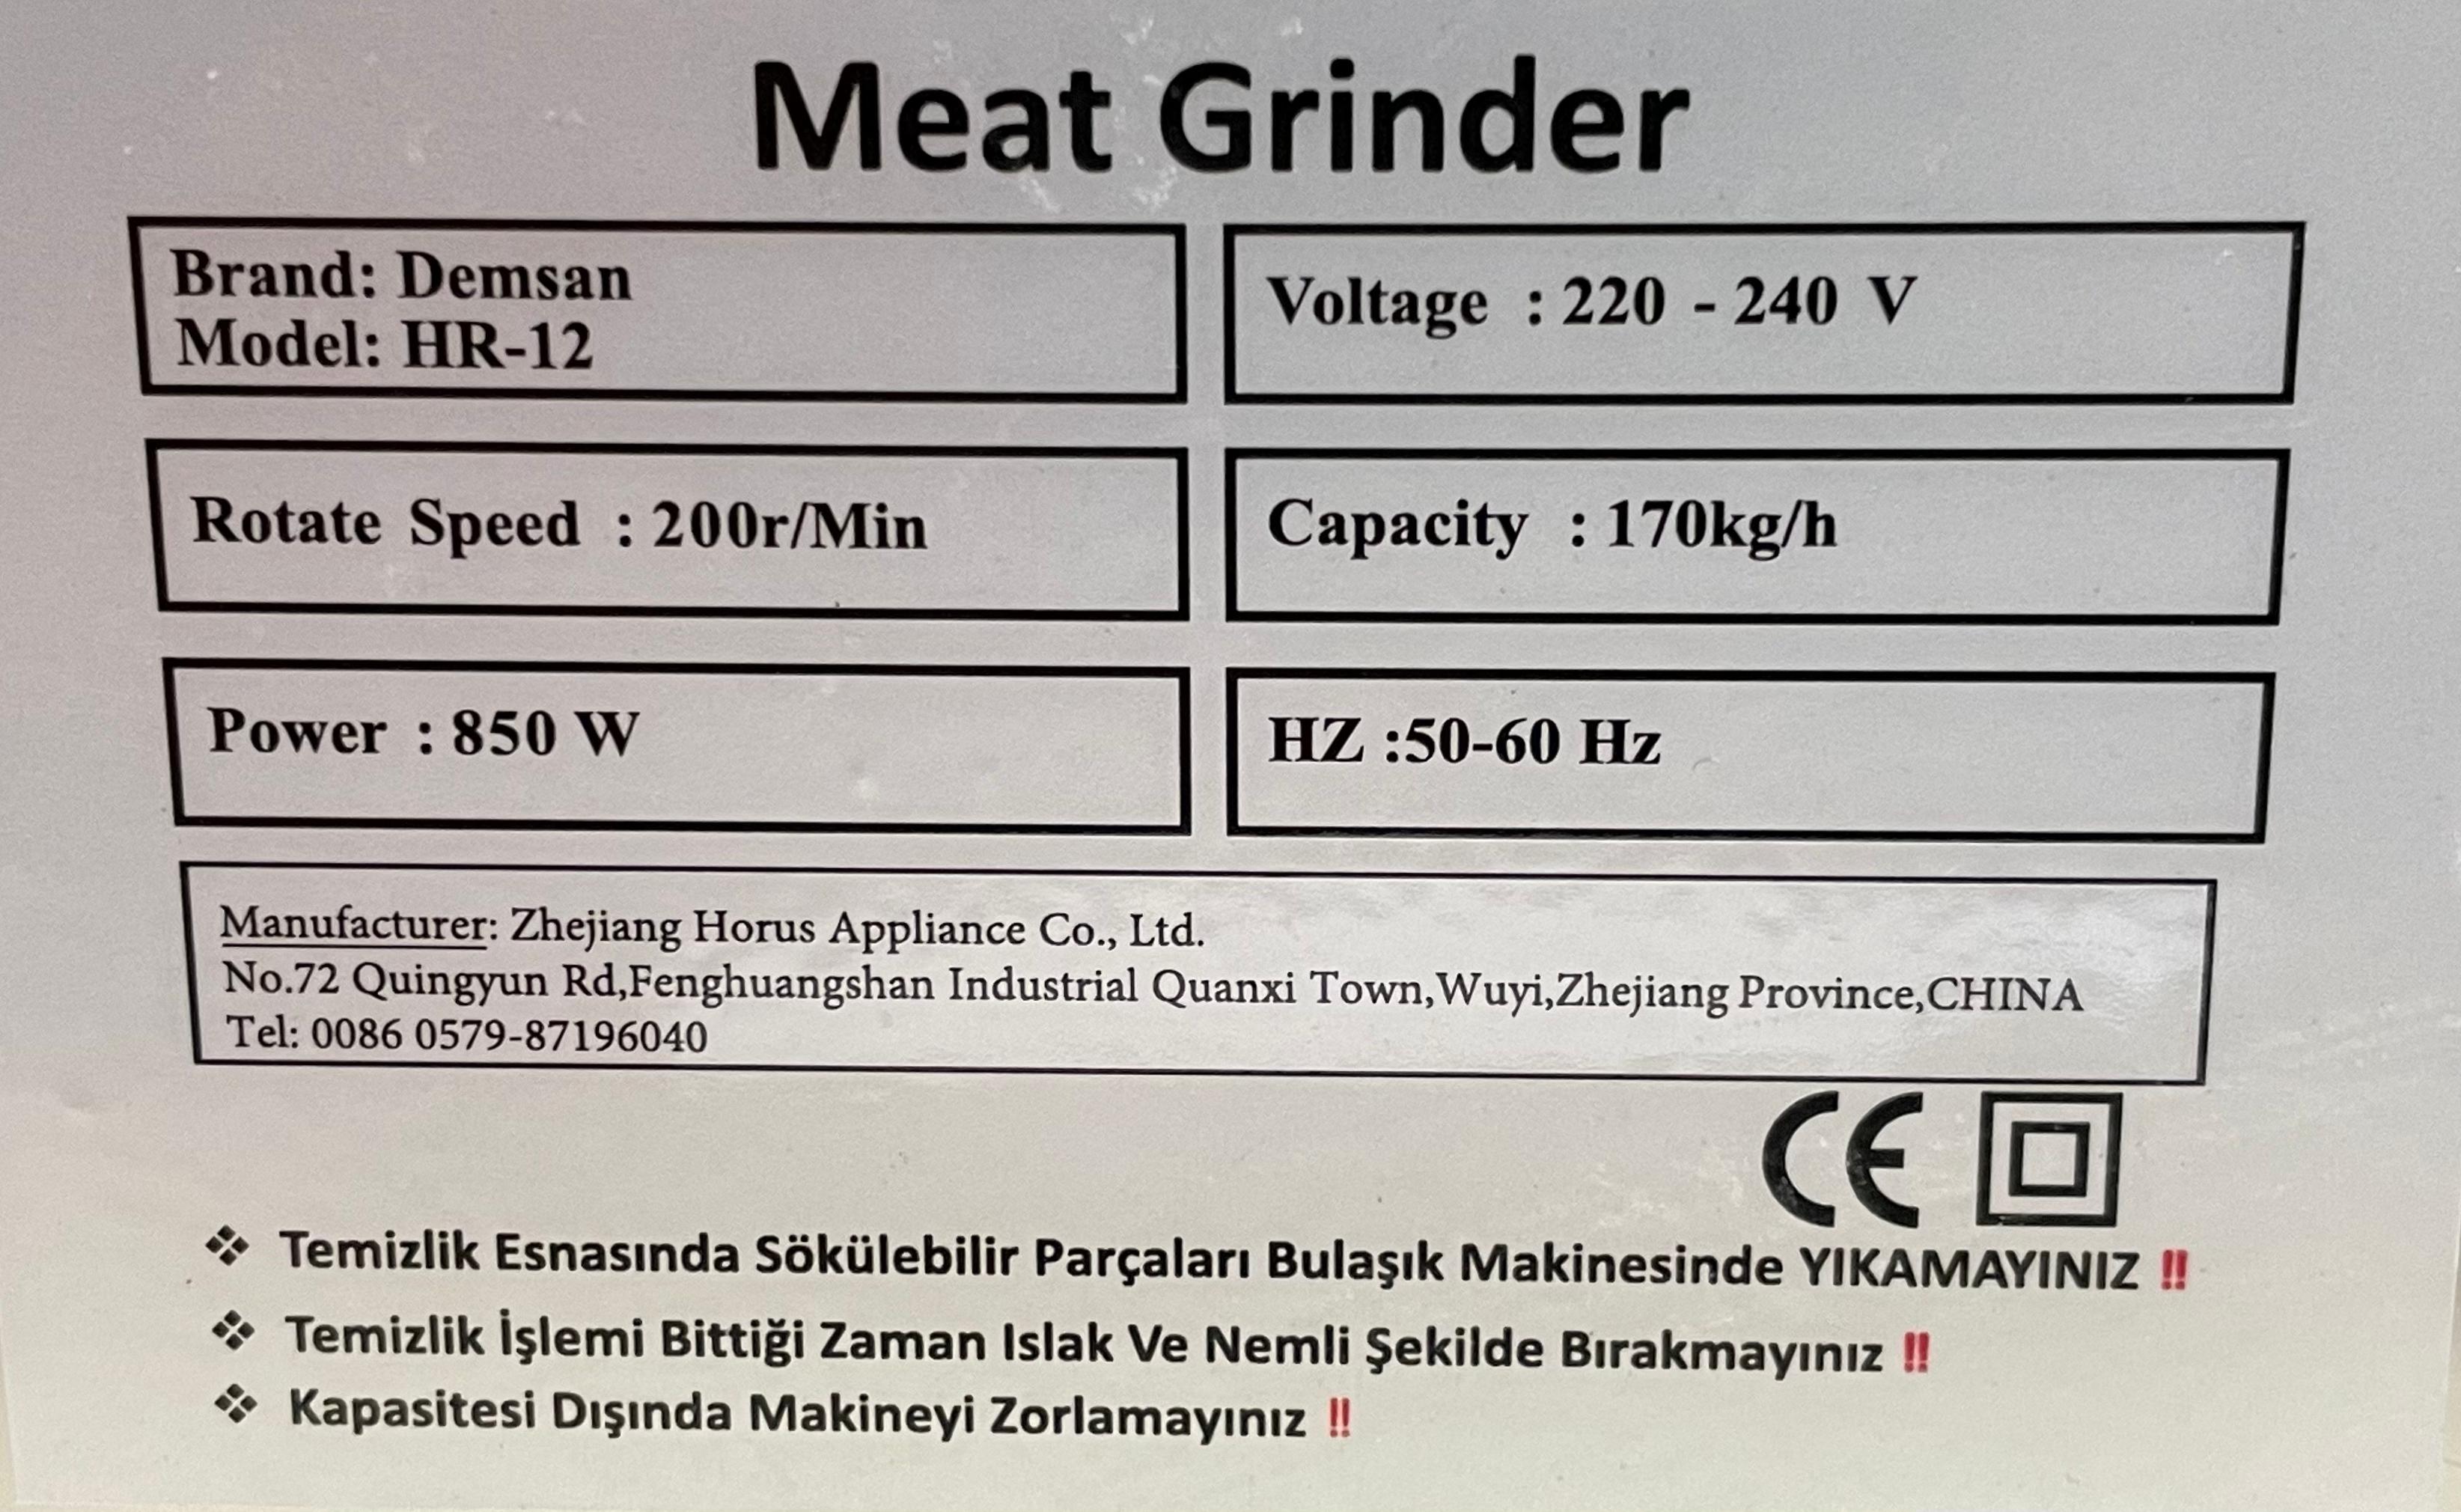 Meat Grinder
Brand: Demsan
Model: HR-12
Voltage : 220 - 240 V
Rotate Speed : 200r/Min
Capacity : 170kg/h
Power : 850 W
HZ :50-60 Hz
Manufacturer: Zhejiang Horus Appliance Co., Ltd.
No.72 Quingyun Rd,Fenghuangshan Industrial Quanxi Town,Wuyi,Zhejiang Province,CHINA
Tel: 0086 0579-87196040
CE
❖ Temizlik Esnasında Sökülebilir Parçaları Bulaşık Makinesinde YIKAMAYINIZ ‼
❖ Temizlik İşlemi Bittiği Zaman Islak Ve Nemli Şekilde Bırakmayınız ‼
❖ Kapasitesi Dışında Makineyi Zorlamayınız ‼